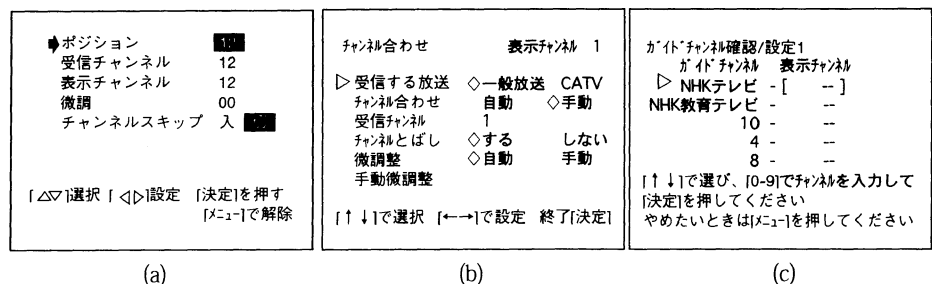 ➡ポジション
受信チャンネル 12
表示チャンネル 12
微調 00
チャンネルスキップ 入
「△▽」選択 「◁▷」設定 「決定」を押す
「ﾒﾆｭｰ」で解除
(a)
ﾁｬﾝﾈﾙ合わせ 表示ﾁｬﾝﾈﾙ 1
▷受信する放送 ◇一般放送 CATV
ﾁｬﾝﾈﾙ合わせ 自動 ◇手動
受信ﾁｬﾝﾈﾙ 1
ﾁｬﾝﾈﾙとばし ◇する しない
微調整 ◇自動 手動
手動微調整
「↑↓」で選択 「←→」で設定 終了「決定」
(b)
ｶﾞｲﾄﾞﾁｬﾝﾈﾙ確認/設定1
ｶﾞｲﾄﾞﾁｬﾝﾈﾙ 表示ﾁｬﾝﾈﾙ
▷ NHKテレビ - [ -- ]
NHK教育テレビ - --
10 - --
4 - --
8 - --
「↑↓」で選び、「0-9」でﾁｬﾝﾈﾙを入力して
「決定」を押してください
やめたいときは「ﾒﾆｭｰ」を押してください
(c)